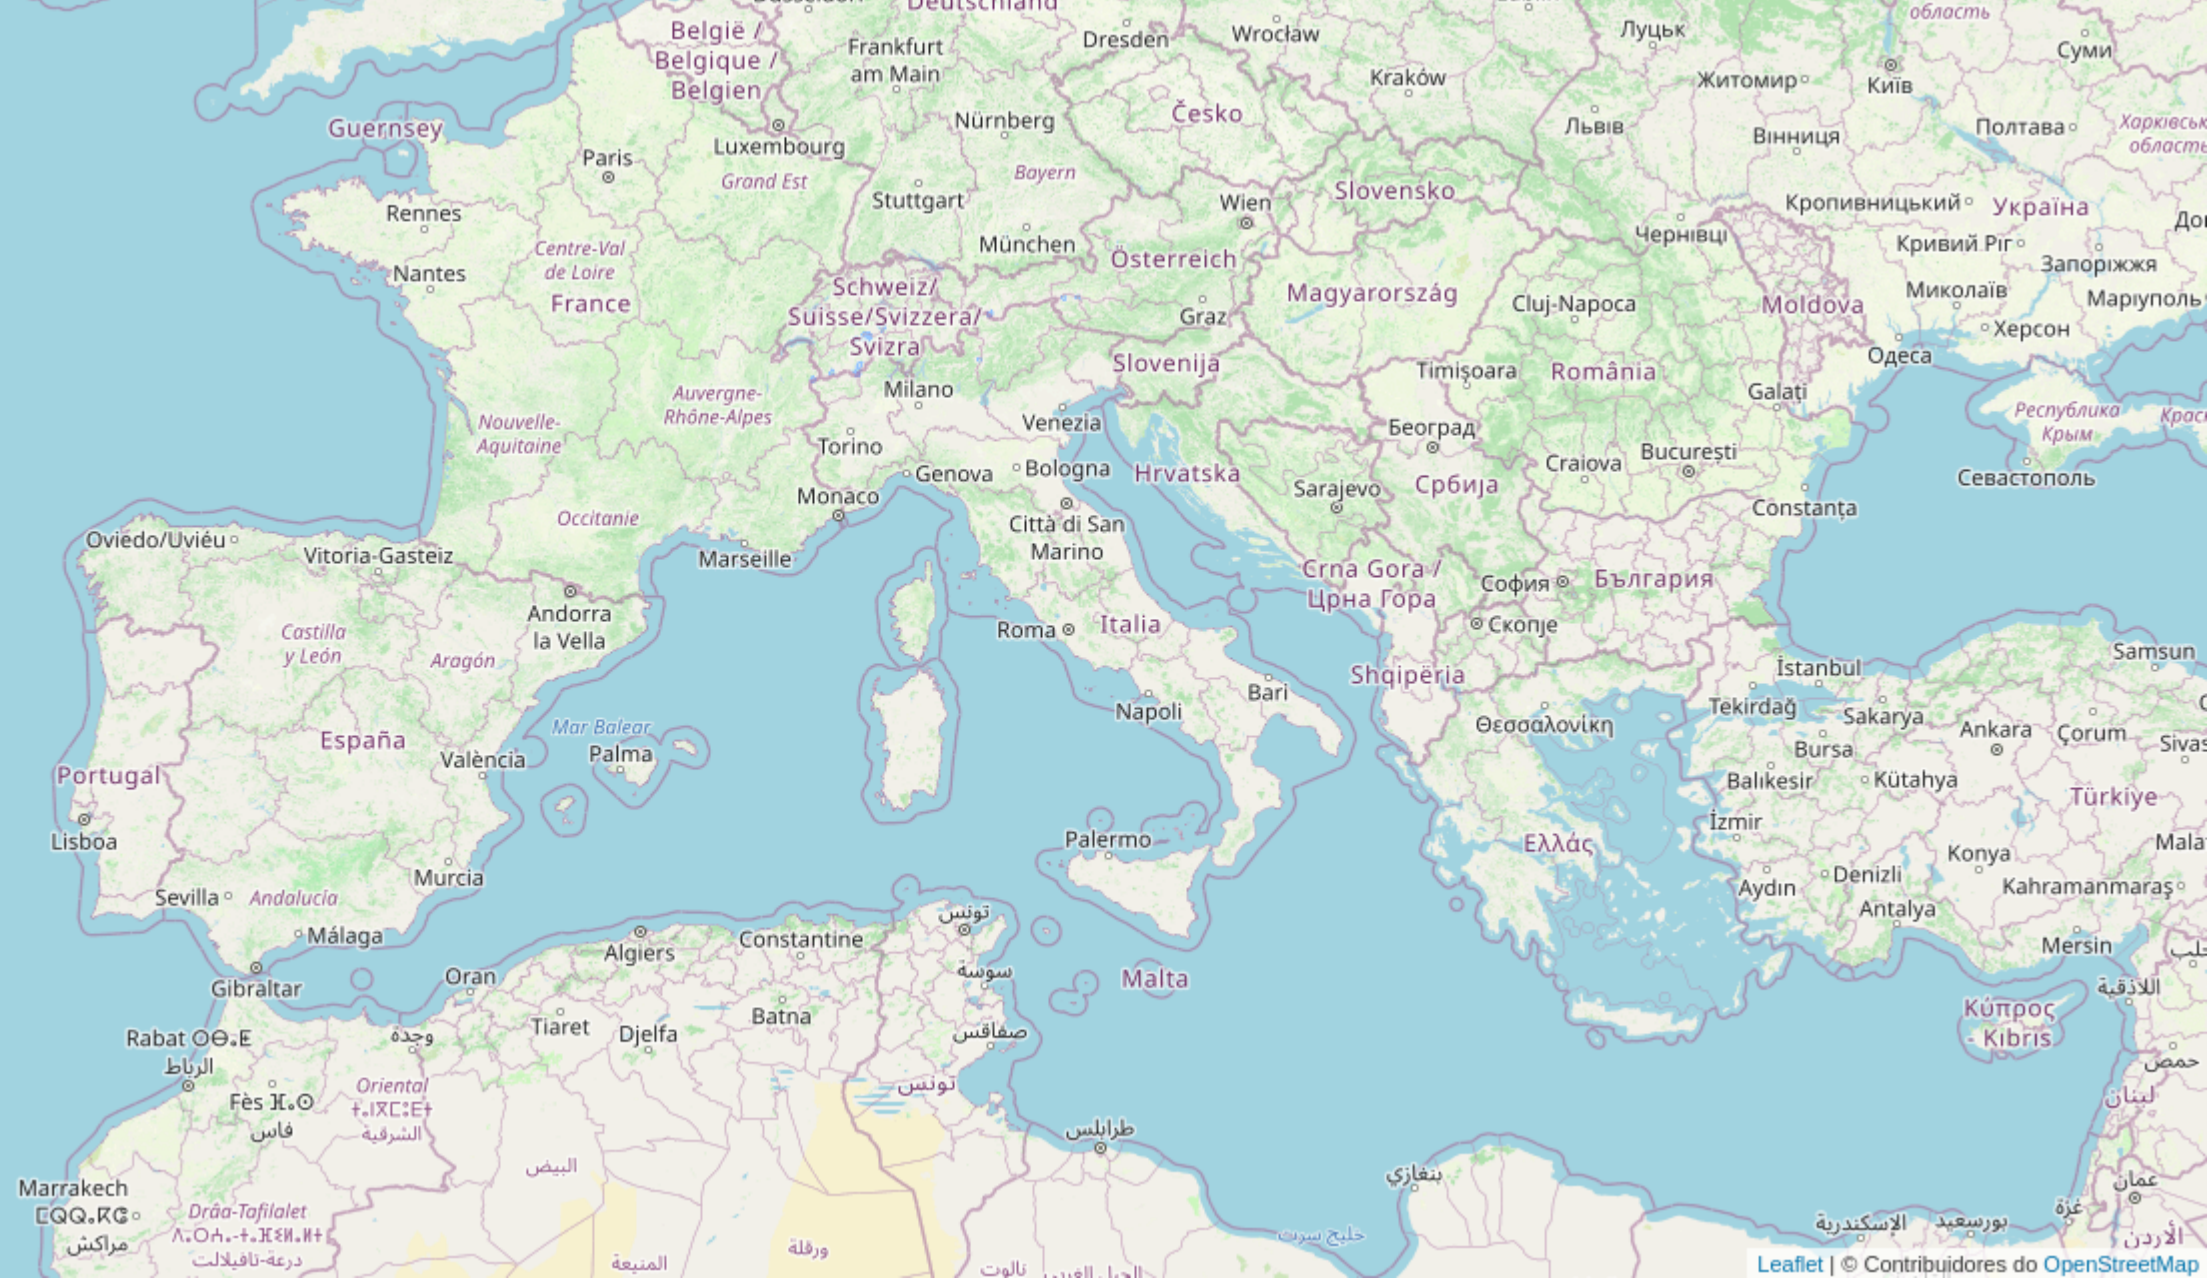 Deutschland
область
België /
Belgique /
Belgien
Frankfurt
am Main
Dresden
Wrocław
Луцьк
Суми
Kraków
Житомир
Київ
Guernsey
Nürnberg
Česko
Львів
Вінниця
Полтава
Luxembourg
Paris
Grand Est
Bayern
Stuttgart
Slovensko
Wien
Кропивницький
Україна
Rennes
Чернівці
Кривий Ріг
München
Österreich
Centre-Val
de Loire
Nantes
Запоріжжя
France
Schweiz/
Suisse/Svizzera/
Svizra
Magyarország
Cluj-Napoca
Moldova
Миколаїв
Маріуполь
Graz
Херсон
Одеса
Slovenija
Timișoara
România
Galați
Milano
Auvergne-
Rhône-Alpes
Nouvelle-
Aquitaine
Venezia
Республика
Крым
Београд
Torino
București
Craiova
Genova
Bologna
Hrvatska
Sarajevo
Србија
Севастополь
Monaco
Constanța
Occitanie
Città di San
Marino
Oviedo/Uviéu
Vitoria-Gasteiz
Marseille
Crna Gora /
Црна Гора
София
България
Andorra
la Vella
Roma
Italia
Скопје
Castilla
y León
Aragón
Samsun
İstanbul
Shqipëria
Bari
Napoli
Tekirdağ
Sakarya
Θεσσαλονίκη
Ankara
Çorum
Mar Balear
Palma
España
València
Bursa
Portugal
Balıkesir
Kütahya
Türkiye
İzmir
Lisboa
Palermo
Ελλάς
Konya
Murcia
Denizli
Aydın
Kahramanmaraş
Sevilla
Andalucía
Antalya
تونس
Málaga
Algiers
Constantine
Mersin
Gibraltar
Oran
سوسة
Malta
اللاذقية
Κύπρος
- Kıbrıs
Tiaret
Djelfa
Batna
صفاقس
Rabat ⵔⴱⴰⵟ
الرباط
وجدة
حمص
Oriental
الشرقية
تونس
لبنان
Fès ⴼⴰⵙ
فاس
طرابلس
البيض
بنغازي
عمان
Marrakech
مراكش
Drâa-Tafilalet
درعة-تافيلالت
غزة
الإسكندرية
بورسعيد
خليج سرت
الأردن
ورقلة
المنيعة
نالوت
Leaflet | © Contribuidores do OpenStreetMap